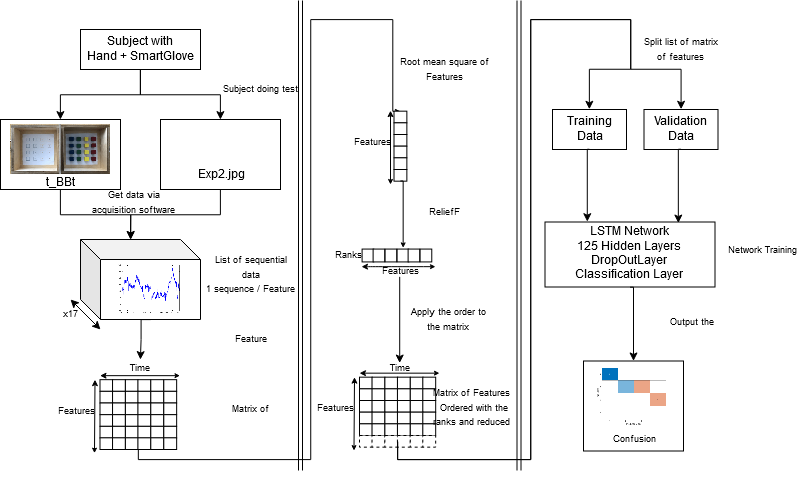 Subject with
Hand + SmartGlove
Subject doing test
t_BBt
Exp2.jpg
Get data via
acquisition software
List of sequential
data
1 sequence / Feature
x17
Feature
Time
Features
Matrix of
Root mean square of
Features
Features
ReliefF
Ranks
Features
Apply the order to
the matrix
Time
Features
Matrix of Features
Ordered with the
ranks and reduced
Split list of matrix
of features
Training
Data
Validation
Data
LSTM Network
125 Hidden Layers
DropOutLayer
Classification Layer
Network Training
Output the
Confusion